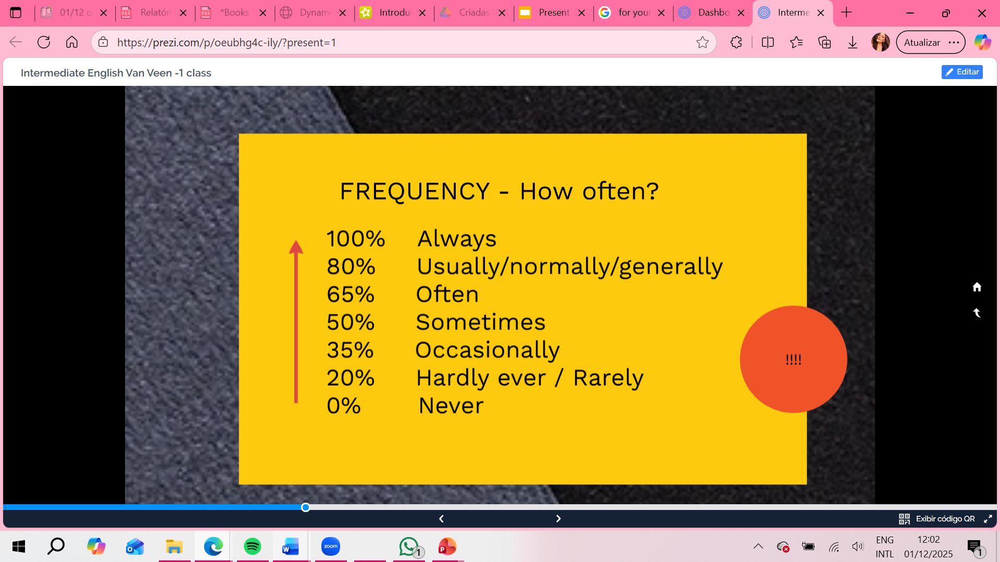 01/12 o
Relatóri
*Books
Dynami
Introdu
Criadas
Present
for your
Dashbo
Interme
https://prezi.com/p/oeubhg4c-ily/?present=1
Atualizar
Intermediate English Van Veen -1 class
Editar
FREQUENCY - How often?
100% Always
80% Usually/normally/generally
65% Often
50% Sometimes
35% Occasionally
20% Hardly ever / Rarely
0% Never
!!!!
Exibir código QR
zoom
1
ENG
INTL
12:02
01/12/2025
1